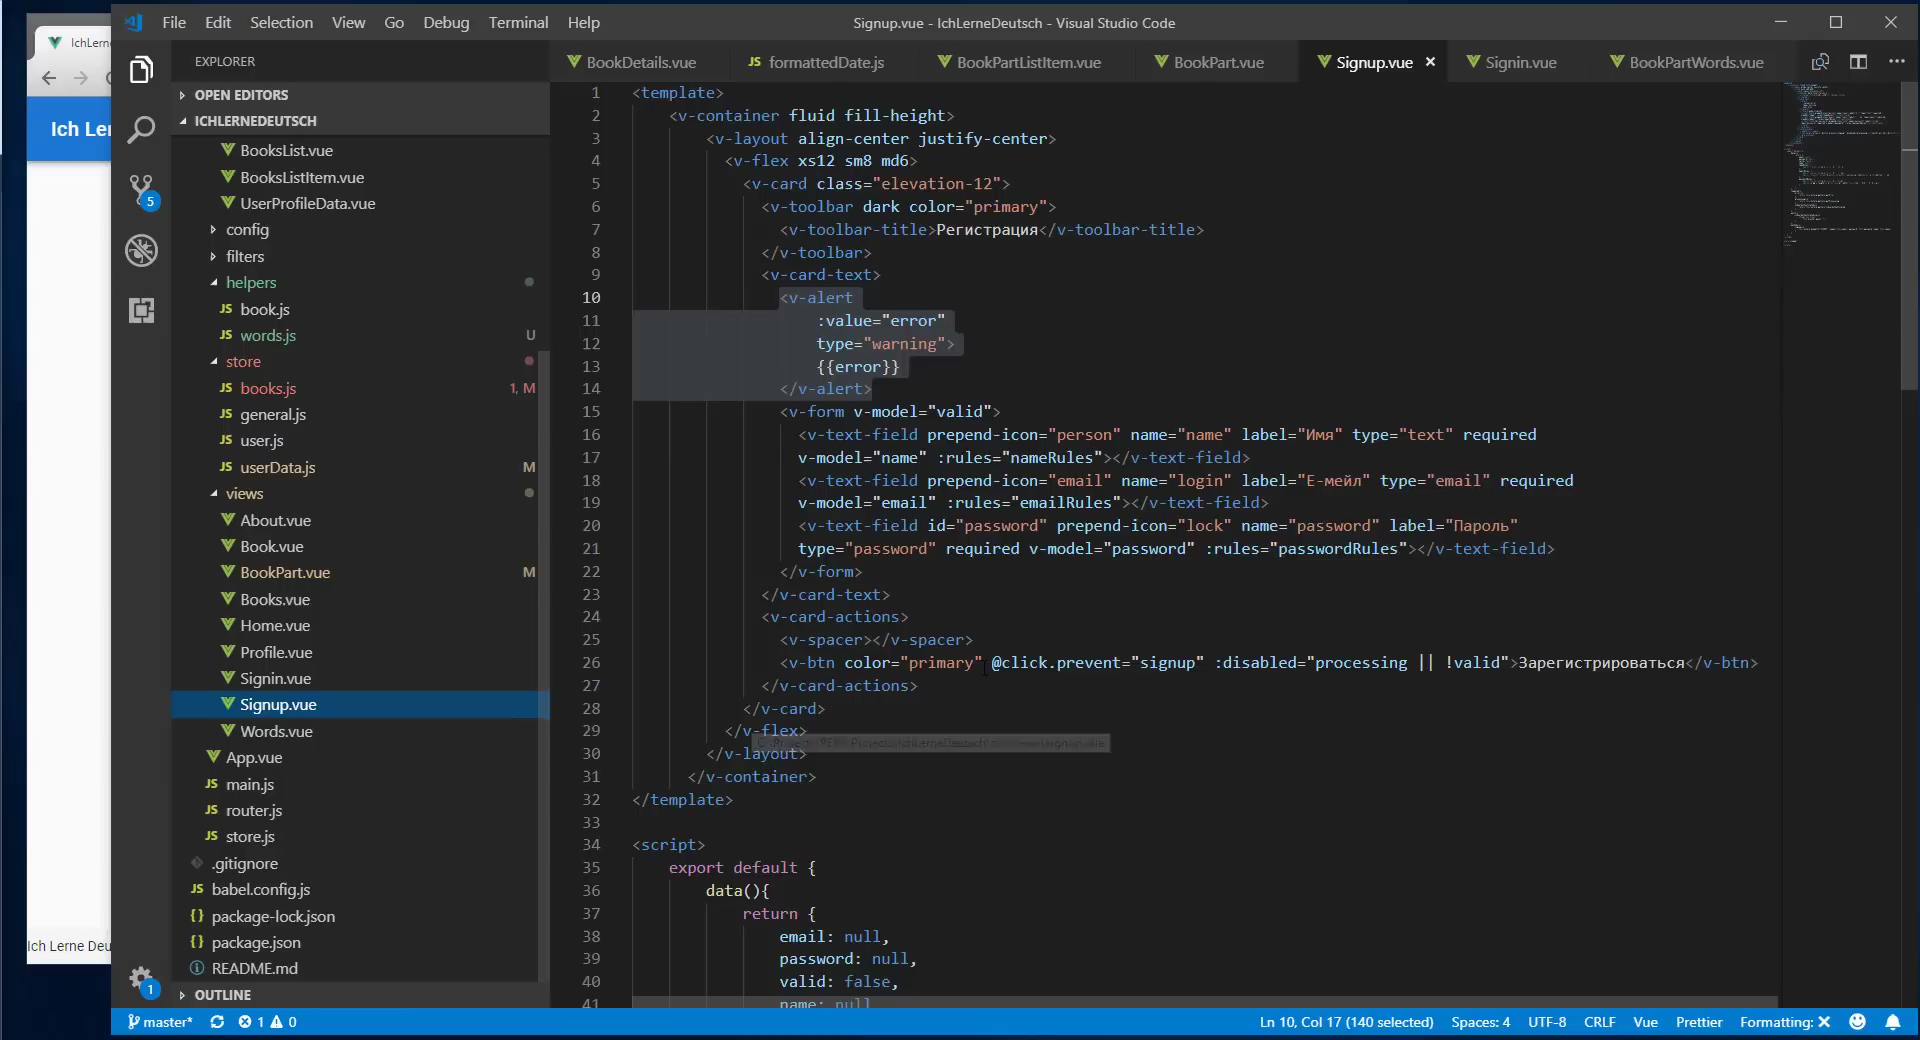 File Edit Selection View Go Debug Terminal Help
Signup.vue - IchLerneDeutsch - Visual Studio Code
IchLerne
Ich Ler
Ich Lerne Deu
EXPLORER
OPEN EDITORS
ICHLERNEDEUTSCH
BooksList.vue
BooksListItem.vue
UserProfileData.vue
config
filters
helpers
book.js
words.js U
store
books.js 1, M
general.js
user.js
userData.js M
views
About.vue
Book.vue
BookPart.vue M
Books.vue
Home.vue
Profile.vue
Signin.vue
Signup.vue
Words.vue
App.vue
main.js
router.js
store.js
.gitignore
babel.config.js
package-lock.json
package.json
README.md
OUTLINE
5
1
BookDetails.vue
formattedDate.js
BookPartListItem.vue
BookPart.vue
Signup.vue
Signin.vue
BookPartWords.vue
1 <template>
2 <v-container fluid fill-height>
3 <v-layout align-center justify-center>
4 <v-flex xs12 sm8 md6>
5 <v-card class="elevation-12">
6 <v-toolbar dark color="primary">
7 <v-toolbar-title>Регистрация</v-toolbar-title>
8 </v-toolbar>
9 <v-card-text>
10 <v-alert
11 :value="error"
12 type="warning">
13 {{error}}
14 </v-alert>
15 <v-form v-model="valid">
16 <v-text-field prepend-icon="person" name="name" label="Имя" type="text" required
17 v-model="name" :rules="nameRules"></v-text-field>
18 <v-text-field prepend-icon="email" name="login" label="Е-мейл" type="email" required
19 v-model="email" :rules="emailRules"></v-text-field>
20 <v-text-field id="password" prepend-icon="lock" name="password" label="Пароль"
21 type="password" required v-model="password" :rules="passwordRules"></v-text-field>
22 </v-form>
23 </v-card-text>
24 <v-card-actions>
25 <v-spacer></v-spacer>
26 <v-btn color="primary" @click.prevent="signup" :disabled="processing || !valid">Зарегистрироваться</v-btn>
27 </v-card-actions>
28 </v-card>
29 </v-flex>
30 </v-layout>
31 </v-container>
32 </template>
33
34 <script>
35 export default {
36 data(){
37 return {
38 email: null,
39 password: null,
40 valid: false,
41 name: null
master* 1 0
Ln 10, Col 17 (140 selected) Spaces: 4 UTF-8 CRLF Vue Prettier Formatting: ✕